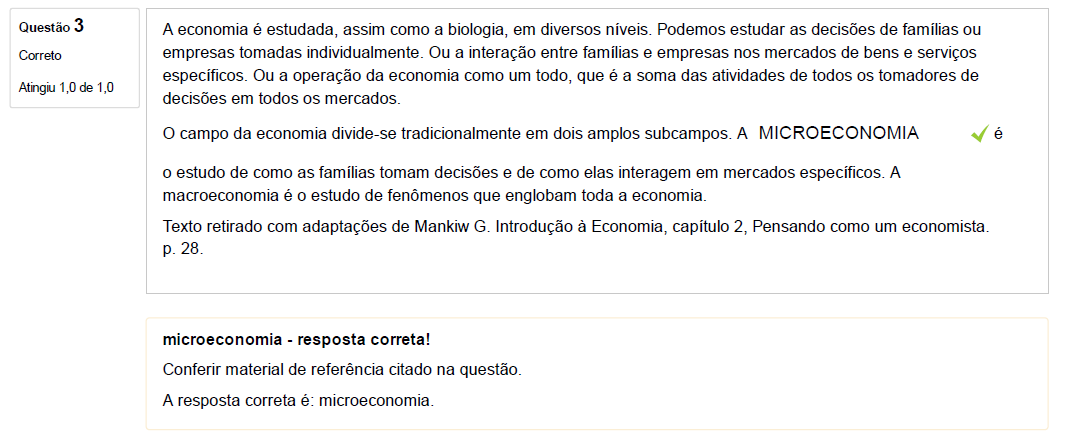 Questão 3
Correto
Atingiu 1,0 de 1,0
A economia é estudada, assim como a biologia, em diversos níveis. Podemos estudar as decisões de famílias ou
empresas tomadas individualmente. Ou a interação entre famílias e empresas nos mercados de bens e serviços
específicos. Ou a operação da economia como um todo, que é a soma das atividades de todos os tomadores de
decisões em todos os mercados.
O campo da economia divide-se tradicionalmente em dois amplos subcampos. A MICROECONOMIA é
o estudo de como as famílias tomam decisões e de como elas interagem em mercados específicos. A
macroeconomia é o estudo de fenômenos que englobam toda a economia.
Texto retirado com adaptações de Mankiw G. Introdução à Economia, capítulo 2, Pensando como um economista.
p. 28.
microeconomia - resposta correta!
Conferir material de referência citado na questão.
A resposta correta é: microeconomia.